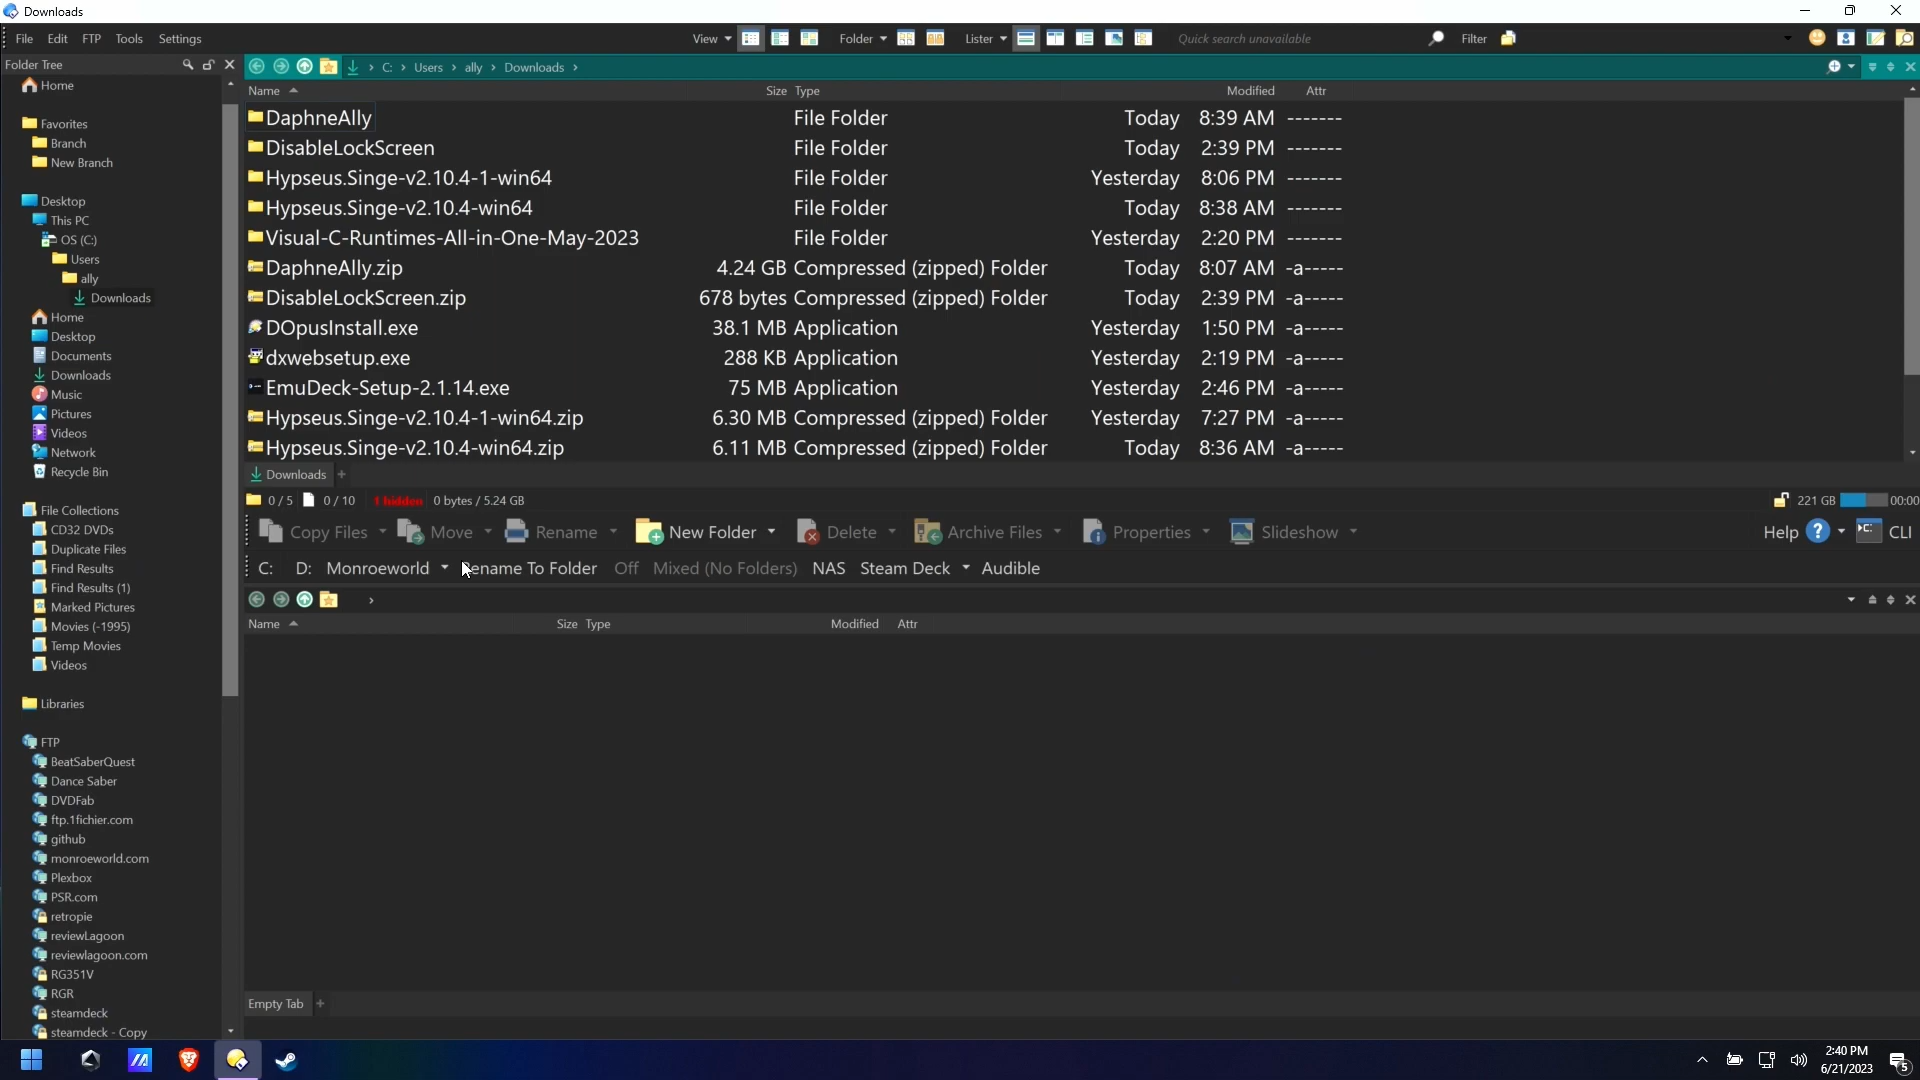 Downloads
File Edit FTP Tools Settings View Folder Lister Quick search unavailable Filter
Folder Tree
C: Users ally Downloads
Home
Favorites
Branch
New Branch
Desktop
This PC
OS (C:)
Users
ally
Downloads
Home
Desktop
Documents
Downloads
Music
Pictures
Videos
Network
Recycle Bin
File Collections
CD32 DVDs
Duplicate Files
Find Results
Find Results (1)
Marked Pictures
Movies (-1995)
Temp Movies
Videos
Libraries
FTP
BeatSaberQuest
Dance Saber
DVDFab
ftp.1fichier.com
github
monroeworld.com
Plexbox
PSR.com
retropie
reviewLagoon
reviewlagoon.com
RG351V
RGR
steamdeck
steamdeck - Copy
Name Size Type Modified Attr
DaphneAlly File Folder Today 8:39 AM -------
DisableLockScreen File Folder Today 2:39 PM -------
Hypseus.Singe-v2.10.4-1-win64 File Folder Yesterday 8:06 PM -------
Hypseus.Singe-v2.10.4-win64 File Folder Today 8:38 AM -------
Visual-C-Runtimes-All-in-One-May-2023 File Folder Yesterday 2:20 PM -------
DaphneAlly.zip 4.24 GB Compressed (zipped) Folder Today 8:07 AM -a-----
DisableLockScreen.zip 678 bytes Compressed (zipped) Folder Today 2:39 PM -a-----
DOpusInstall.exe 38.1 MB Application Yesterday 1:50 PM -a-----
dxwebsetup.exe 288 KB Application Yesterday 2:19 PM -a-----
EmuDeck-Setup-2.1.14.exe 75 MB Application Yesterday 2:46 PM -a-----
Hypseus.Singe-v2.10.4-1-win64.zip 6.30 MB Compressed (zipped) Folder Yesterday 7:27 PM -a-----
Hypseus.Singe-v2.10.4-win64.zip 6.11 MB Compressed (zipped) Folder Today 8:36 AM -a-----
Downloads +
0 / 5 0 / 10 1 hidden 0 bytes / 5.24 GB 221 GB 00:00
Copy Files Move Rename New Folder Delete Archive Files Properties Slideshow Help CLI
C: D: Monroeworld Rename To Folder Off Mixed (No Folders) NAS Steam Deck Audible
Name Size Type Modified Attr
Empty Tab +
2:40 PM
6/21/2023
5